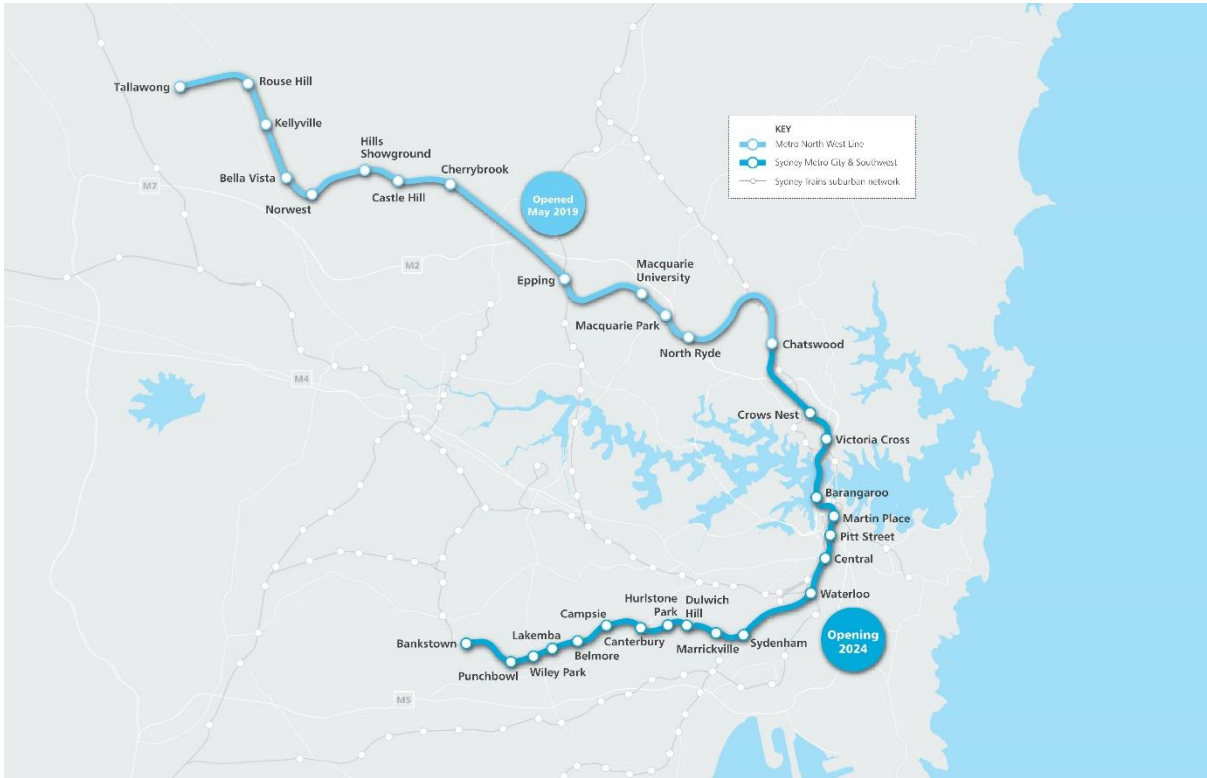 Tallawong
Rouse Hill
Kellyville
Bella Vista
Norwest
Hills
Showground
Castle Hill
Cherrybrook
Opened
May 2019
Epping
Macquarie
University
Macquarie Park
North Ryde
Chatswood
Crows Nest
Victoria Cross
Barangaroo
Martin Place
Pitt Street
Central
Waterloo
Opening
2024
Sydenham
Marrickville
Dulwich
Hill
Hurlstone
Park
Canterbury
Campsie
Belmore
Lakemba
Wiley Park
Punchbowl
Bankstown
M7
M2
M4
M5
KEY
Metro North West Line
Sydney Metro City & Southwest
Sydney Trains suburban network